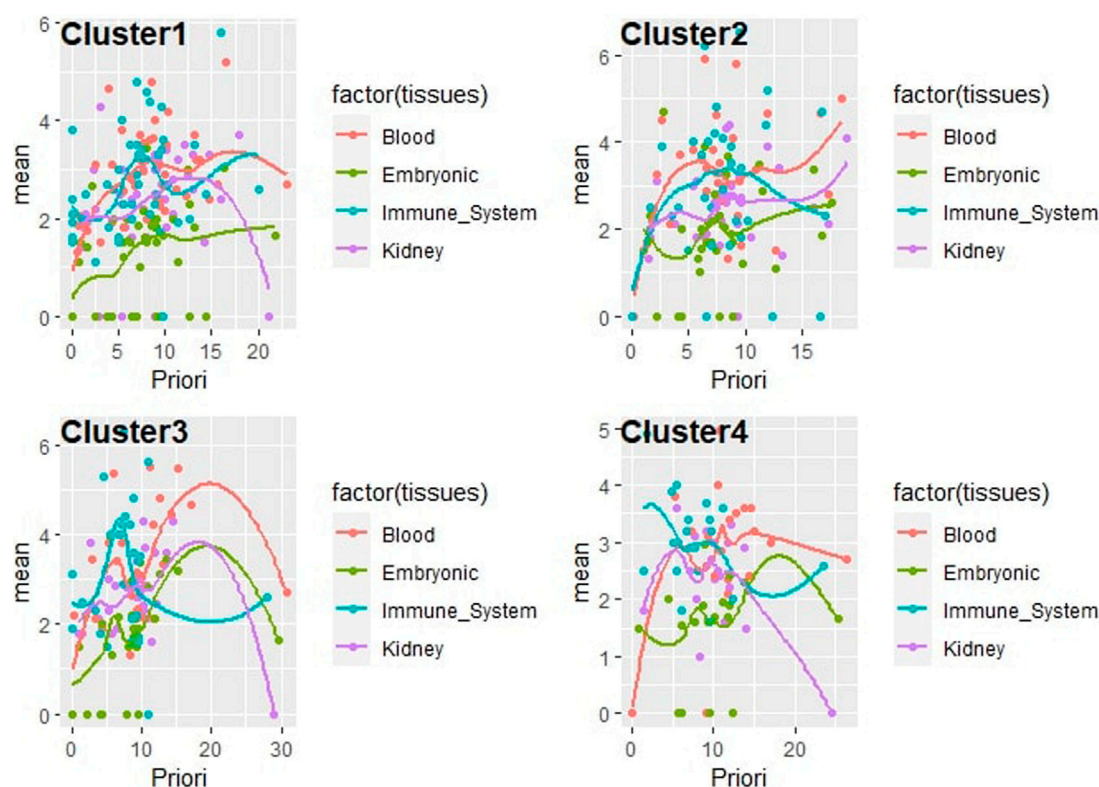 Cluster1
6
4
2
0
mean
0 5 10 15 20
Priori
factor(tissues)
Blood
Embryonic
Immune_System
Kidney
Cluster2
6
4
2
0
mean
0 5 10 15
Priori
factor(tissues)
Blood
Embryonic
Immune_System
Kidney
Cluster3
6
4
2
0
mean
0 10 20 30
Priori
factor(tissues)
Blood
Embryonic
Immune_System
Kidney
Cluster4
5
4
3
2
1
0
mean
0 10 20
Priori
factor(tissues)
Blood
Embryonic
Immune_System
Kidney